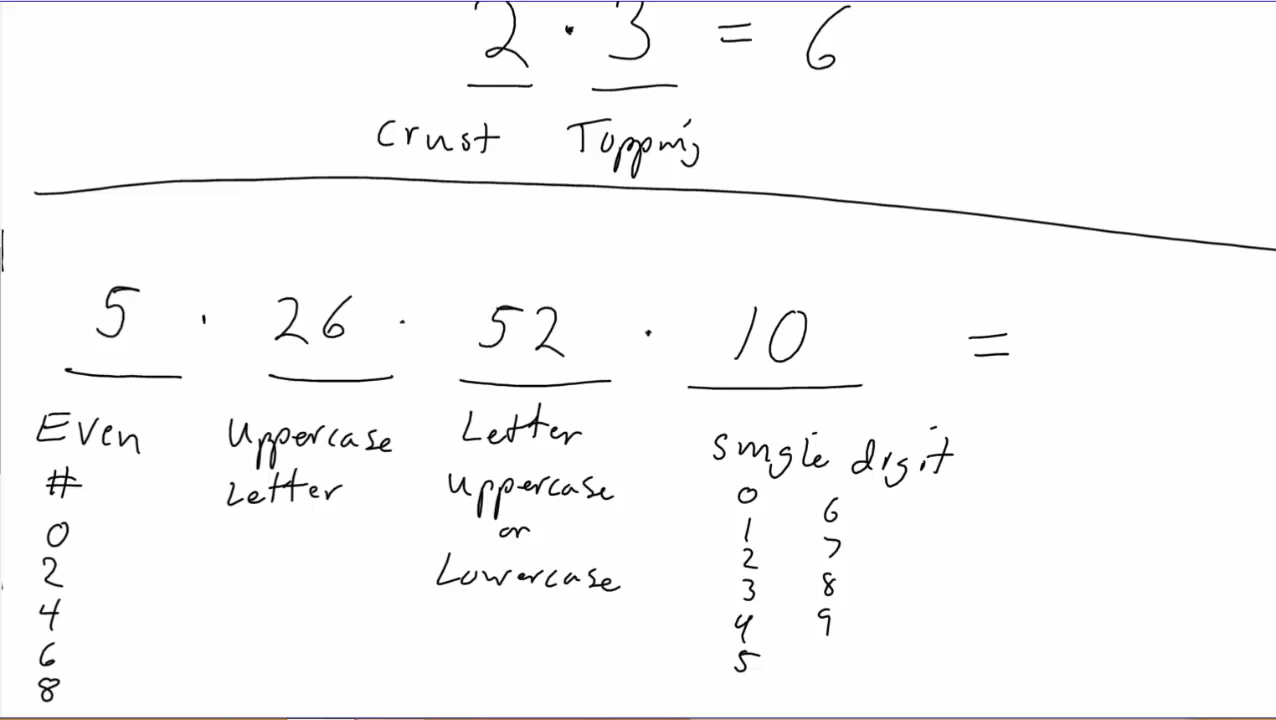 2 · 3 = 6
Crust Topping
5 · 26 · 52 · 10 =
Even
#
0
2
4
6
8
Uppercase
Letter
Letter
Uppercase
or
Lowercase
single digit
0 6
1 7
2 8
3 9
4
5